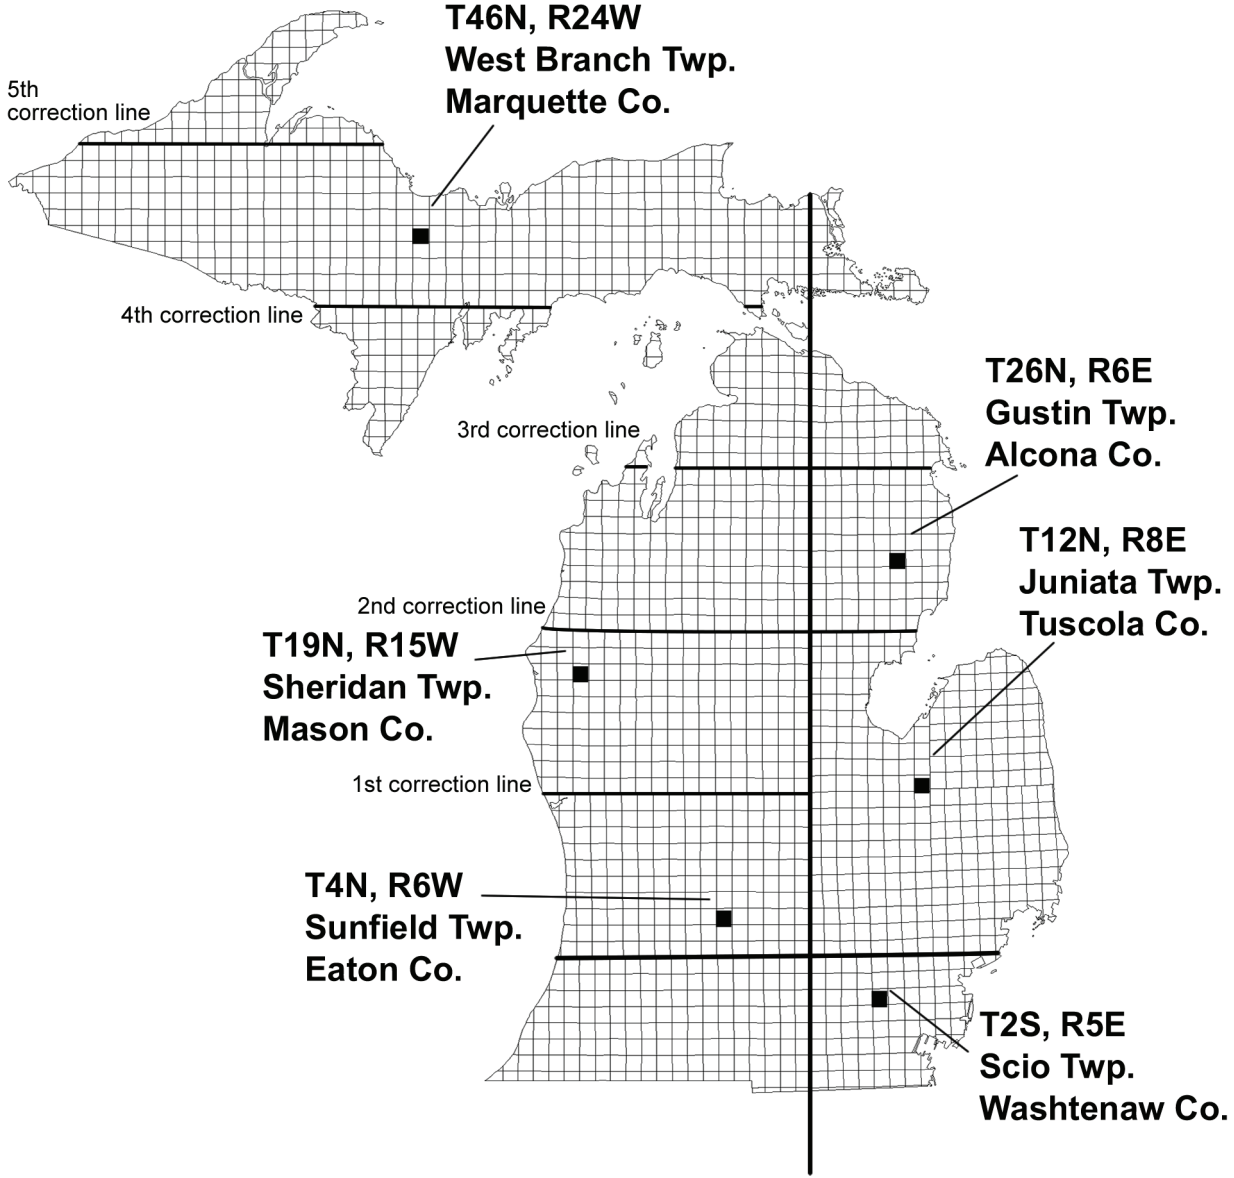 T46N, R24W
West Branch Twp.
Marquette Co.
5th
correction line
4th correction line
3rd correction line
T26N, R6E
Gustin Twp.
Alcona Co.
T12N, R8E
Juniata Twp.
Tuscola Co.
2nd correction line
T19N, R15W
Sheridan Twp.
Mason Co.
1st correction line
T4N, R6W
Sunfield Twp.
Eaton Co.
T2S, R5E
Scio Twp.
Washtenaw Co.